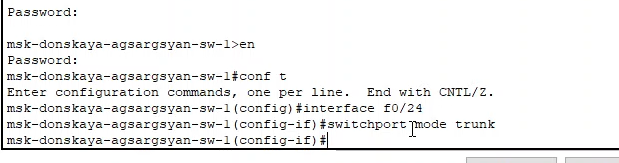 Password:
msk-donskaya-agsargsyan-sw-1>en
Password:
msk-donskaya-agsargsyan-sw-1#conf t
Enter configuration commands, one per line.  End with CNTL/Z.
msk-donskaya-agsargsyan-sw-1(config)#interface f0/24
msk-donskaya-agsargsyan-sw-1(config-if)#switchport mode trunk
msk-donskaya-agsargsyan-sw-1(config-if)#